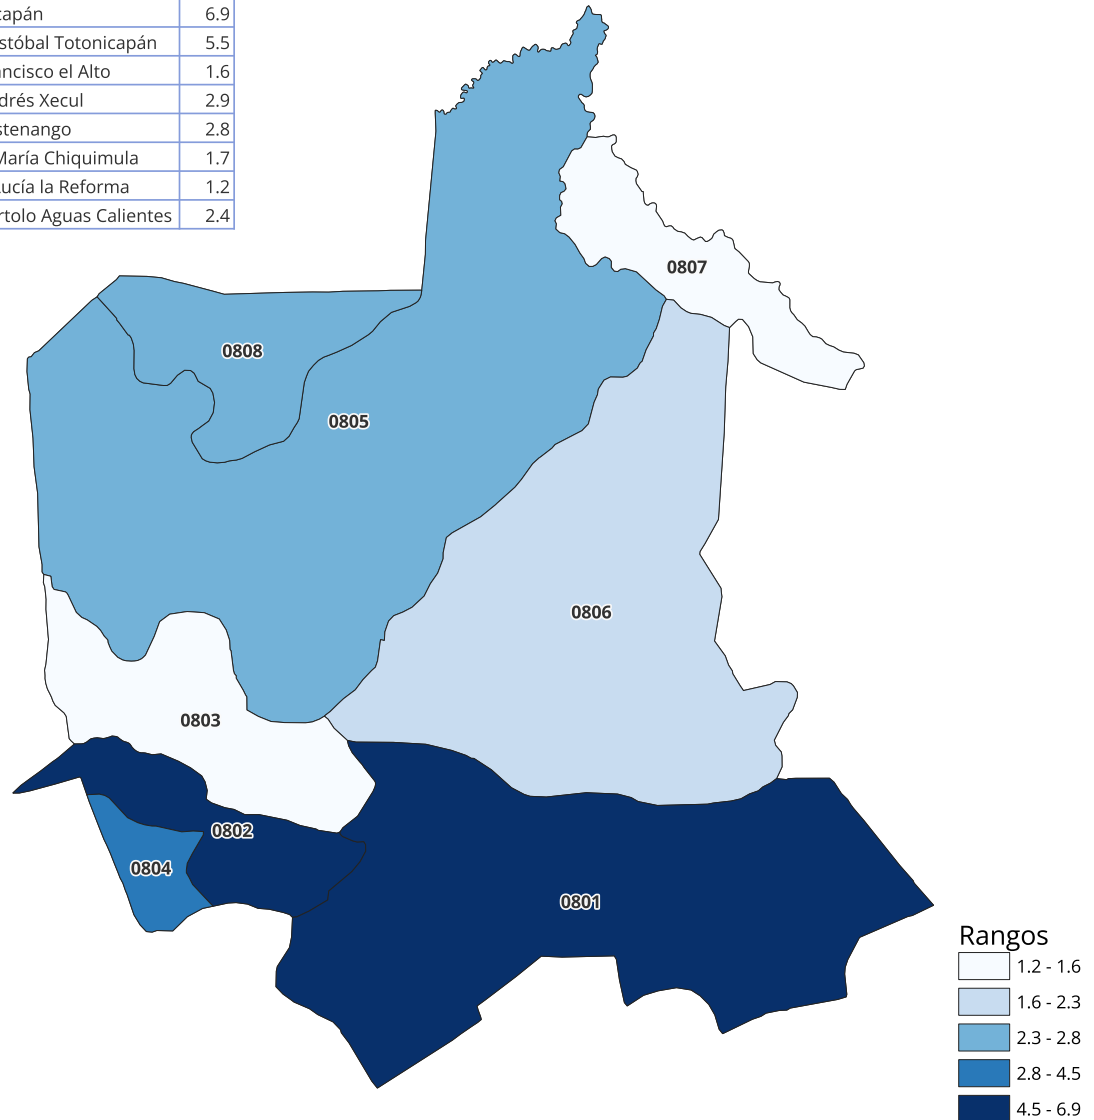 capán 6.9
stóbal Totonicapán 5.5
ncisco el Alto 1.6
drés Xecul 2.9
stenango 2.8
María Chiquimula 1.7
ucía la Reforma 1.2
rtolo Aguas Calientes 2.4
0807
0808
0805
0806
0803
0802
0804
0801
Rangos
1.2 - 1.6
1.6 - 2.3
2.3 - 2.8
2.8 - 4.5
4.5 - 6.9